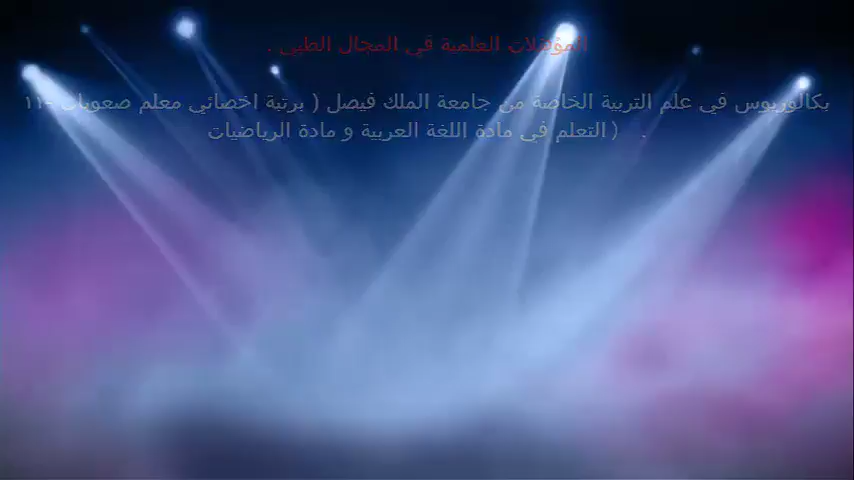 المؤهلات العلمية في المجال الطبي .
١١- بكالوريوس في علم التربية الخاصة من جامعة الملك فيصل ( برتبة اخصائي معلم صعوبات
التعلم في مادة اللغة العربية و مادة الرياضيات ) .